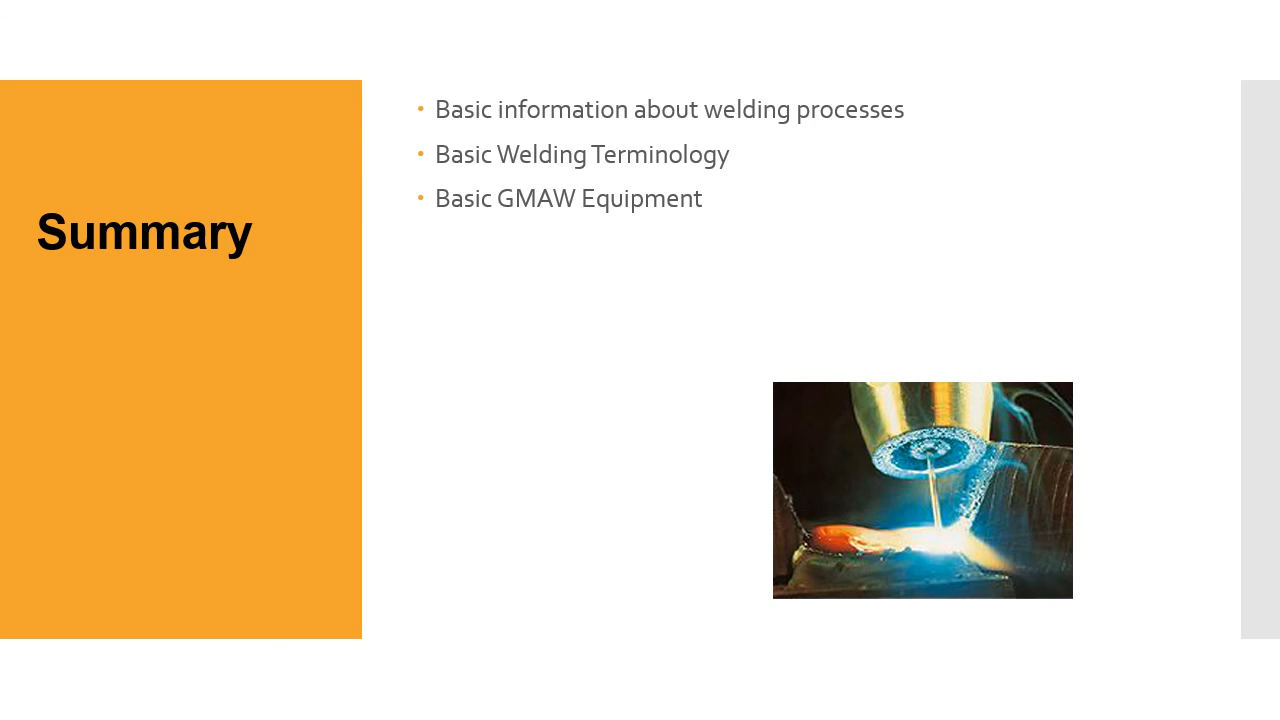 Summary
• Basic information about welding processes
• Basic Welding Terminology
• Basic GMAW Equipment